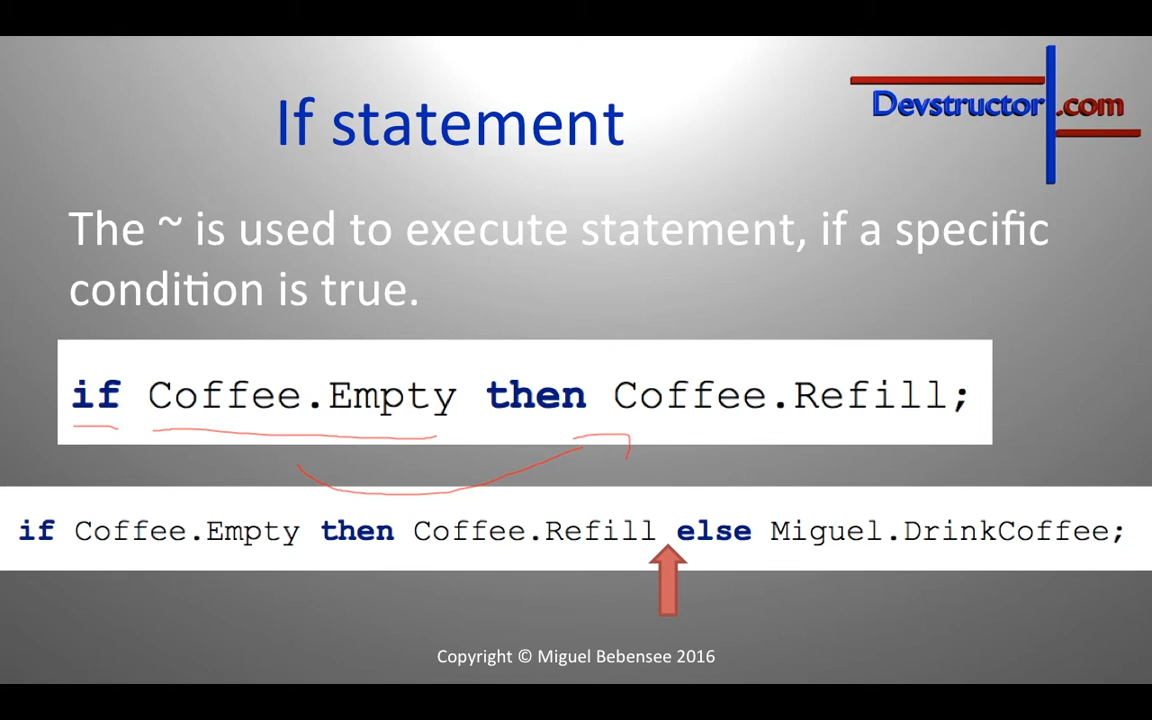 If statement
Devstructor.com
The ~ is used to execute statement, if a specific
condition is true.
if Coffee.Empty then Coffee.Refill;
if Coffee.Empty then Coffee.Refill else Miguel.DrinkCoffee;
Copyright © Miguel Bebensee 2016